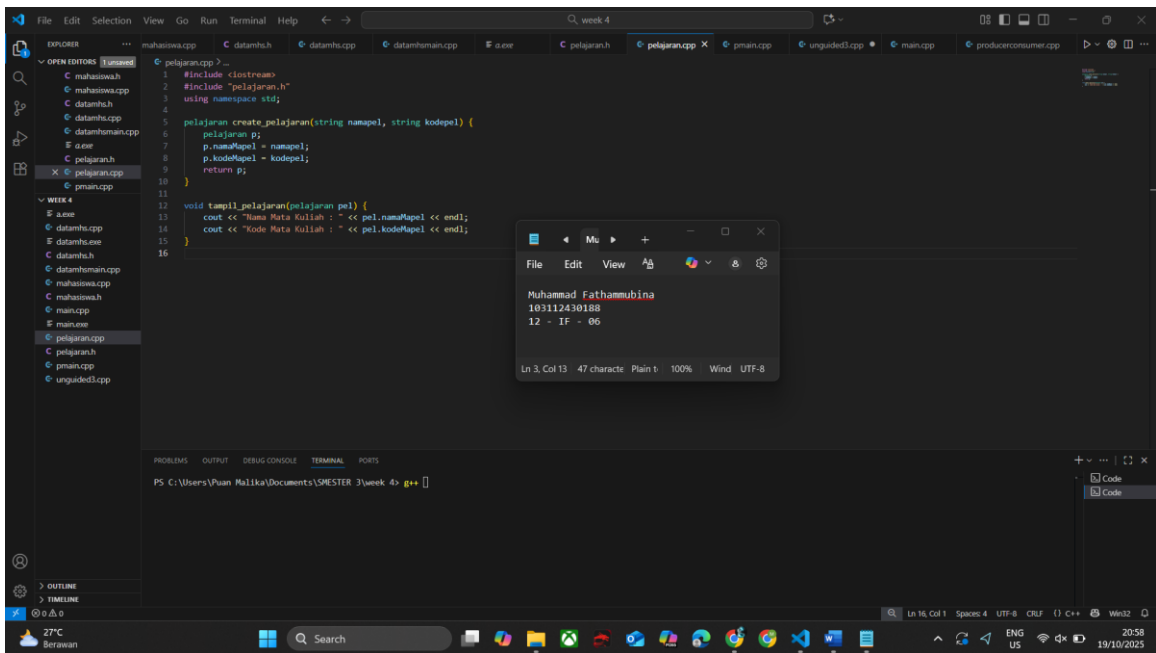 File Edit Selection View Go Run Terminal Help
week 4
EXPLORER
mahasiswa.cpp
datamhs.h
datamhs.cpp
datamhsmain.cpp
a.exe
pelajaran.h
pelajaran.cpp
pmain.cpp
unguided3.cpp
main.cpp
producerconsumer.cpp
OPEN EDITORS 1 unsaved
mahasiswa.h
mahasiswa.cpp
datamhs.h
datamhs.cpp
datamhsmain.cpp
a.exe
pelajaran.h
pelajaran.cpp
pmain.cpp
WEEK 4
a.exe
datamhs.cpp
datamhs.exe
datamhs.h
datamhsmain.cpp
mahasiswa.cpp
mahasiswa.h
main.cpp
main.exe
pelajaran.cpp
pelajaran.h
pmain.cpp
unguided3.cpp
OUTLINE
TIMELINE
pelajaran.cpp > ...
1 #include <iostream>
2 #include "pelajaran.h"
3 using namespace std;
4
5 pelajaran create_pelajaran(string namapel, string kodepel) {
6 pelajaran p;
7 p.namaMapel = namapel;
8 p.kodeMapel = kodepel;
9 return p;
10 }
11
12 void tampil_pelajaran(pelajaran pel) {
13 cout << "Nama Mata Kuliah : " << pel.namaMapel << endl;
14 cout << "Kode Mata Kuliah : " << pel.kodeMapel << endl;
15 }
16
Mu
File Edit View
Muhammad Fathammubina
103112430188
12 - IF - 06
Ln 3, Col 13 47 characte Plain t 100% Wind UTF-8
PROBLEMS OUTPUT DEBUG CONSOLE TERMINAL PORTS
PS C:\Users\Puan Malika\Documents\SMESTER 3\week 4> g++
Code
Code
0 0
Ln 16, Col 1 Spaces: 4 UTF-8 CRLF {} C++ Win32
27°C
Berawan
Search
ENG
US
20:58
19/10/2025